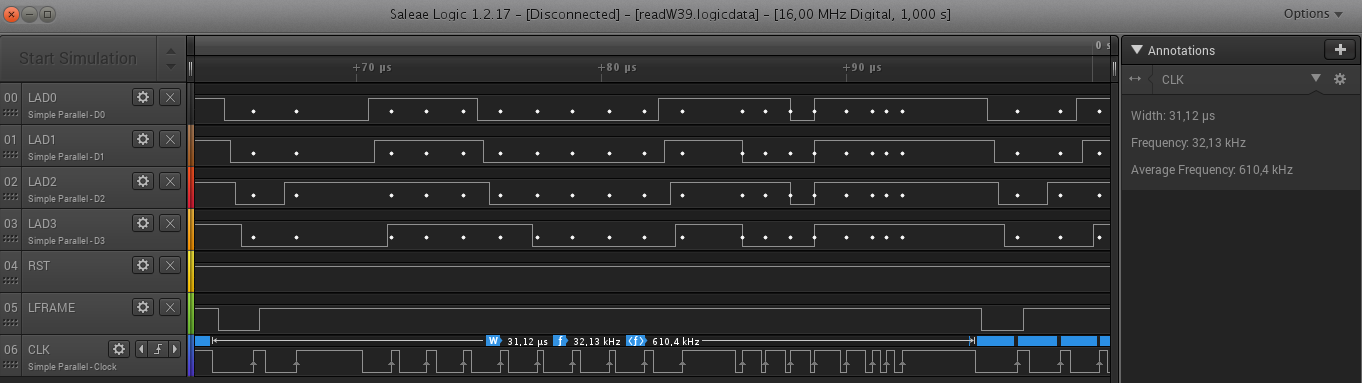 Saleae Logic 1.2.17 - [Disconnected] - [readW39.logicdata] - [16,00 MHz Digital, 1,000 s]
Options
Start Simulation
0 s
+70 µs
+80 µs
+90 µs
Annotations
CLK
Width: 31,12 µs
Frequency: 32,13 kHz
Average Frequency: 610,4 kHz
00 LAD0
Simple Parallel - D0
01 LAD1
Simple Parallel - D1
02 LAD2
Simple Parallel - D2
03 LAD3
Simple Parallel - D3
04 RST
05 LFRAME
06 CLK
Simple Parallel - Clock
W 31,12 µs f 32,13 kHz ⟨f⟩ 610,4 kHz